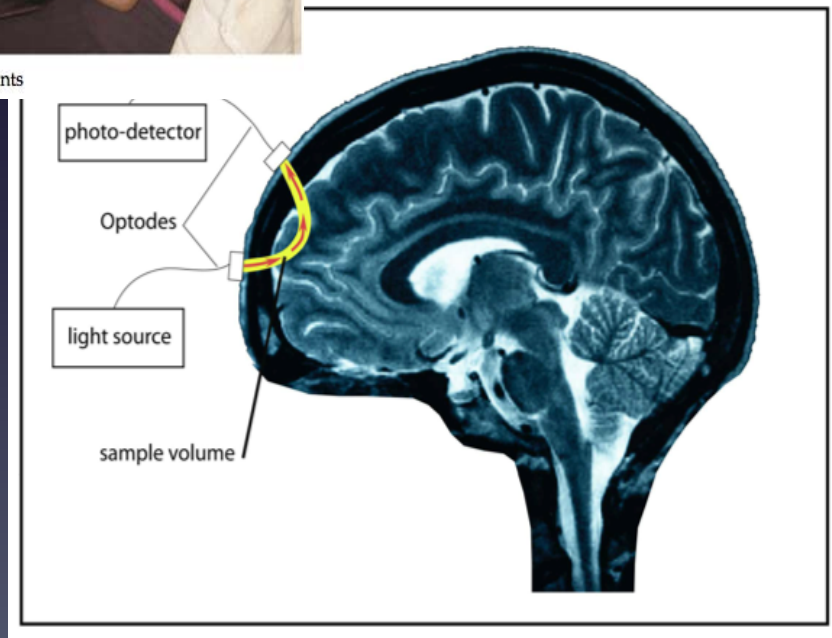 nts
photo-detector
Optodes
light source
sample volume